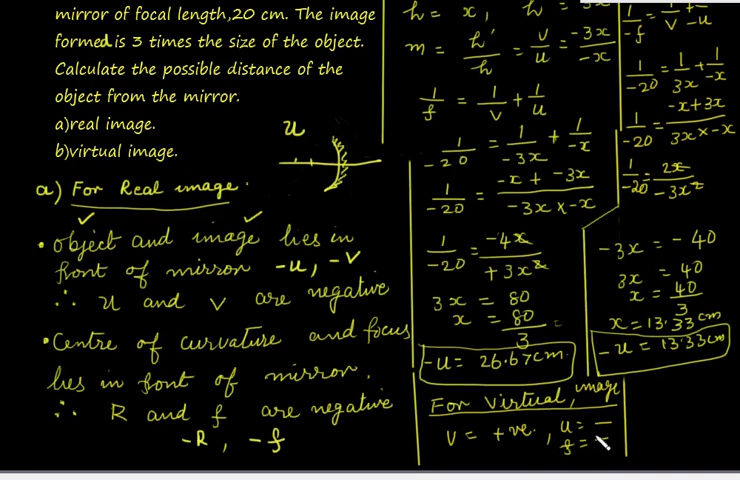 mirror of focal length,20 cm. The image
formed is 3 times the size of the object.
Calculate the possible distance of the
object from the mirror.
a)real image.
b)virtual image.
u
a) For Real image.
• Object and image lies in
front of mirror -u, -v
∴ u and v are negative
• Centre of curvature and focus
lies in front of mirror.
∴ R and f are negative
-R, -f
h = x,
m = h'/h = v/u = -3x/-x
1/f = 1/v + 1/u
1/-20 = 1/-3x + 1/-x
1/-20 = -x + -3x / -3x × -x
1/-20 = -4x / +3x²
3x = 80
x = 80/3 =
-u = 26.67cm.
For Virtual, image
v = +ve, u = —
f = —
1/-f = 1/v + 1/-u
1/-20 = 1/3x + 1/-x
1/-20 = -x + 3x / 3x × -x
1/-20 = 2x / -3x²
-3x = -40
3x = 40
x = 40/3
x = 13.33 cm
-u = 13.33 cm